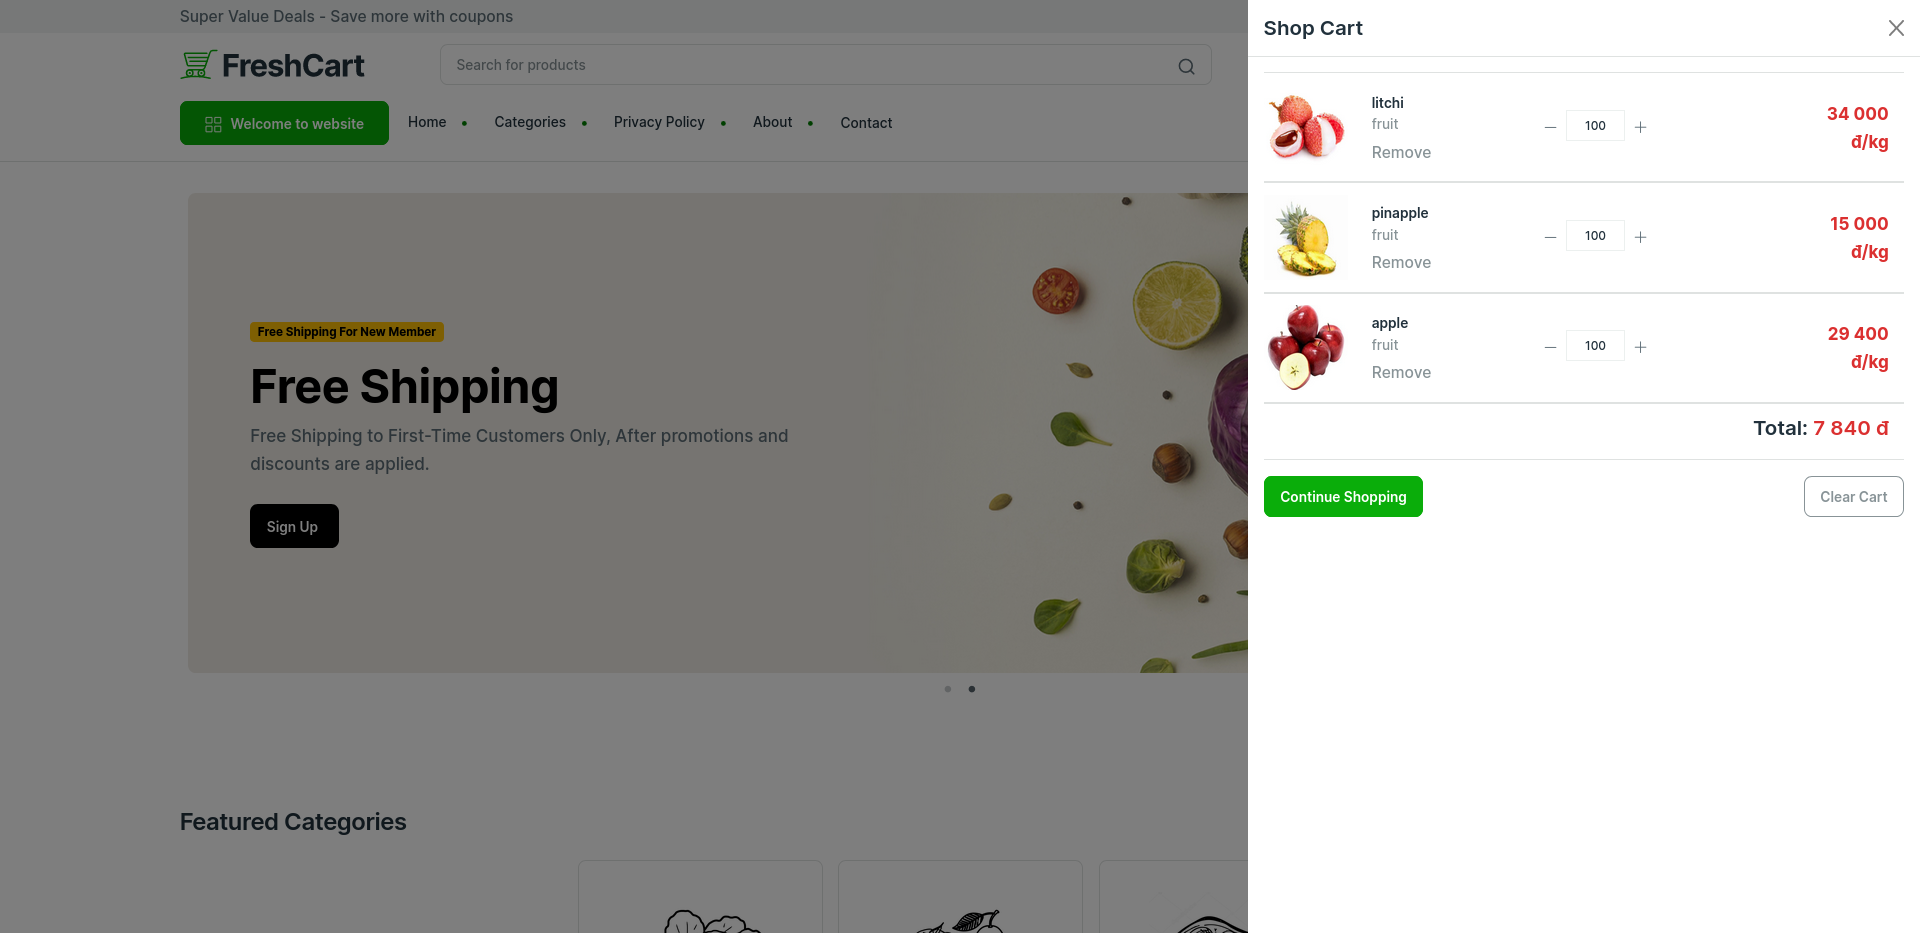 Super Value Deals - Save more with coupons
FreshCart
Search for products
Welcome to website
Home
Categories
Privacy Policy
About
Contact
Free Shipping For New Member
Free Shipping
Free Shipping to First-Time Customers Only, After promotions and
discounts are applied.
Sign Up
Featured Categories
Shop Cart
litchi
fruit
Remove
100
34 000
đ/kg
pinapple
fruit
Remove
100
15 000
đ/kg
apple
fruit
Remove
100
29 400
đ/kg
Total: 7 840 đ
Continue Shopping
Clear Cart